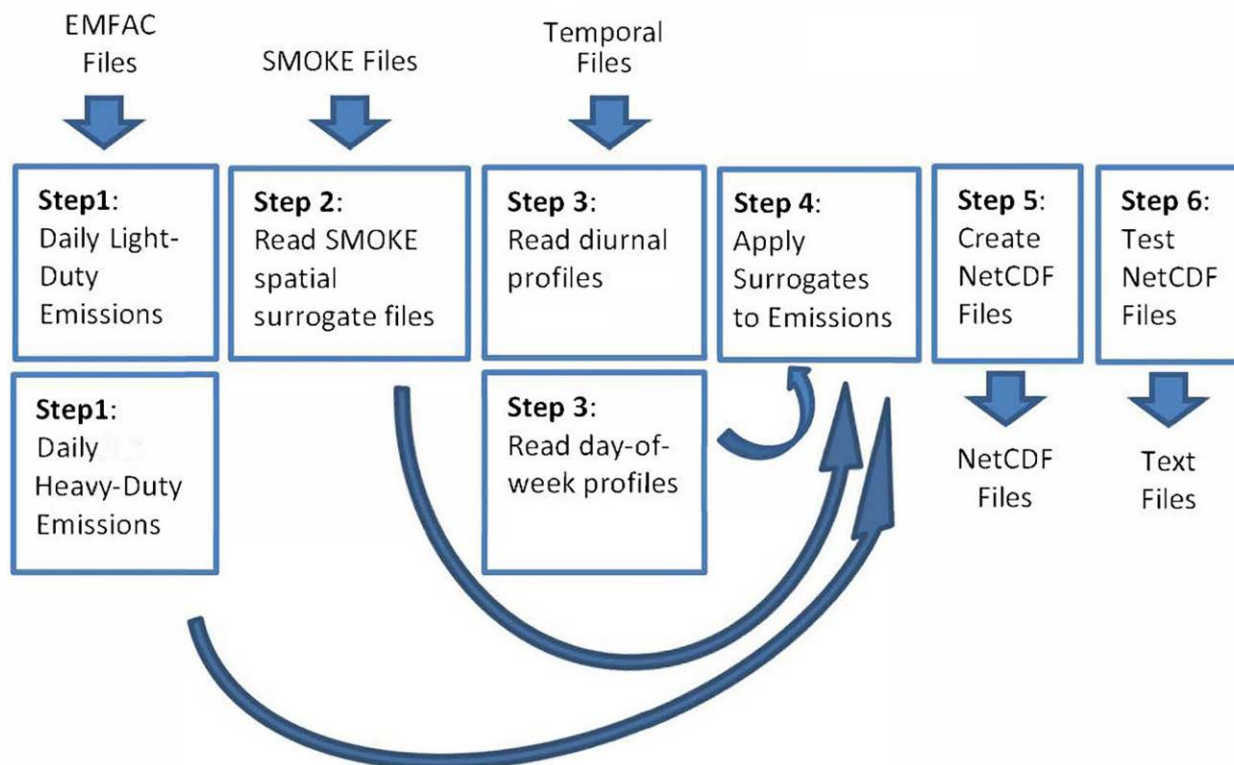 EMFAC
Files
SMOKE Files
Temporal
Files
Step1:
Daily Light-
Duty
Emissions
Step 2:
Read SMOKE
spatial
surrogate files
Step 3:
Read diurnal
profiles
Step 4:
Apply
Surrogates
to Emissions
Step 5:
Create
NetCDF
Files
Step 6:
Test
NetCDF
Files
Step1:
Daily
Heavy-Duty
Emissions
Step 3:
Read day-of-
week profiles
NetCDF
Files
Text
Files